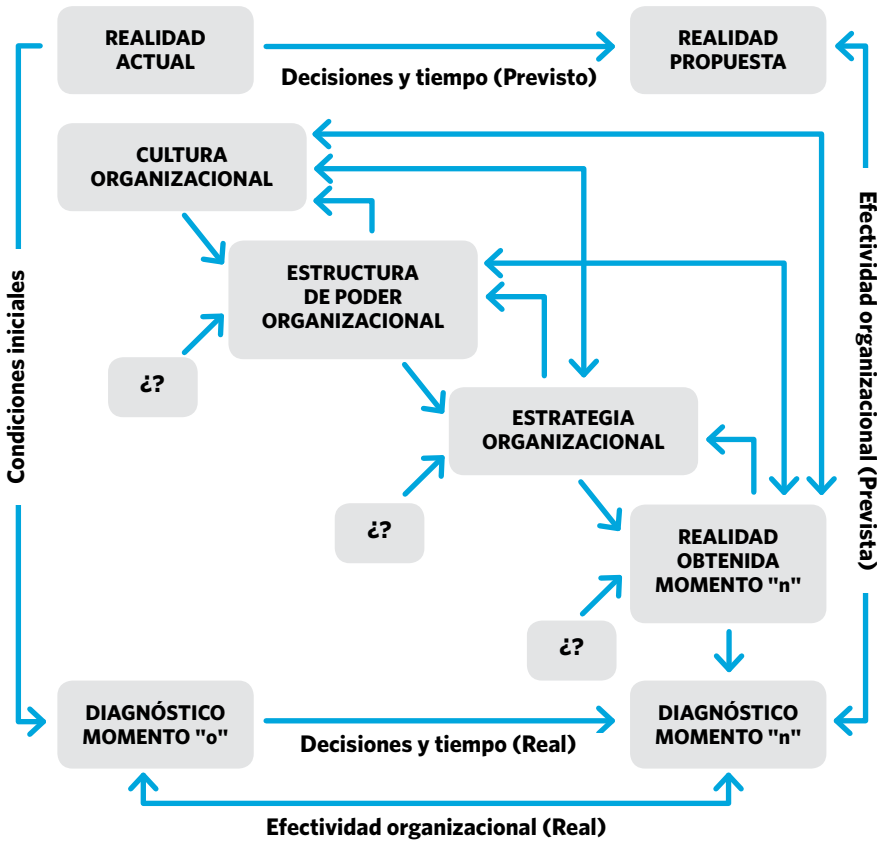 REALIDAD
ACTUAL
Decisiones y tiempo (Previsto)
REALIDAD
PROPUESTA
CULTURA
ORGANIZACIONAL
ESTRUCTURA
DE PODER
ORGANIZACIONAL
¿?
ESTRATEGIA
ORGANIZACIONAL
¿?
REALIDAD
OBTENIDA
MOMENTO "n"
¿?
Condiciones iniciales
Efectividad organizacional (Prevista)
DIAGNÓSTICO
MOMENTO "o"
Decisiones y tiempo (Real)
DIAGNÓSTICO
MOMENTO "n"
Efectividad organizacional (Real)